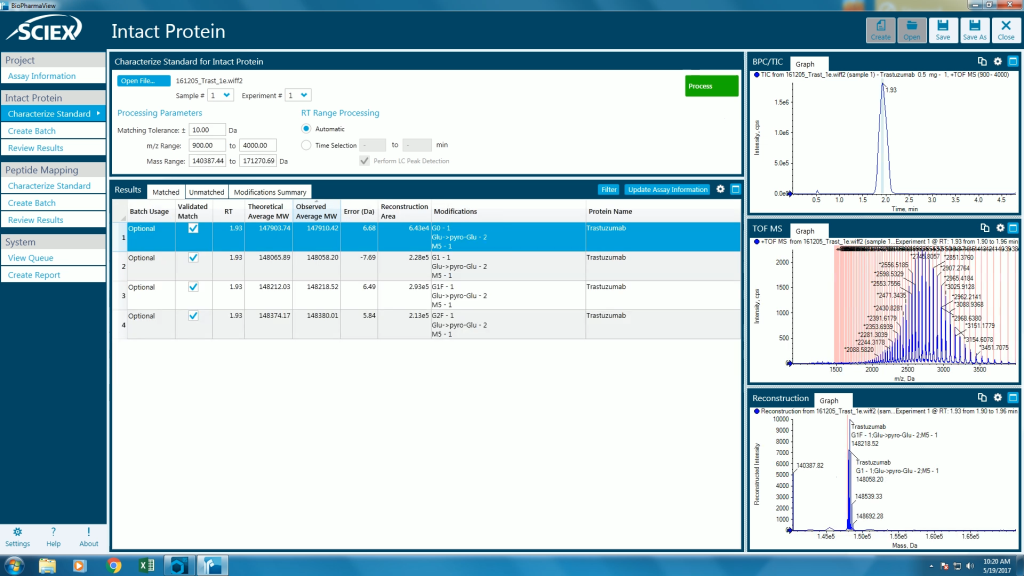 BioPharmaView
SCIEX
Intact Protein
Create
Open
Save
Save As
Close
Project
Assay Information
Intact Protein
Characterize Standard
Create Batch
Review Results
Peptide Mapping
Characterize Standard
Create Batch
Review Results
System
View Queue
Create Report
Settings
Help
About
Characterize Standard for Intact Protein
Open File... 161205_Trast_1e.wiff2
Sample # 1 Experiment # 1
Process
Processing Parameters
Matching Tolerance: ± 10.00 Da
m/z Range: 900.00 to 4000.00
Mass Range: 140387.44 to 171270.69 Da
RT Range Processing
Automatic
Time Selection - to - min
Perform LC Peak Detection
Results Matched Unmatched Modifications Summary Filter Update Assay Information
Batch Usage Validated Match RT Theoretical Average MW Observed Average MW Error (Da) Reconstruction Area Modifications Protein Name
1 Optional 1.93 147903.74 147910.42 6.68 6.43e4 G0 - 1 Trastuzumab
Glu->pyro-Glu - 2
M5 - 1
2 Optional 1.93 148065.89 148058.20 -7.69 2.28e5 G1 - 1 Trastuzumab
Glu->pyro-Glu - 2
M5 - 1
3 Optional 1.93 148212.03 148218.52 6.49 2.93e5 G1F - 1 Trastuzumab
Glu->pyro-Glu - 2
M5 - 1
4 Optional 1.93 148374.17 148380.01 5.84 2.13e5 G2F - 1 Trastuzumab
Glu->pyro-Glu - 2
M5 - 1
BPC/TIC Graph
TIC from 161205_Trast_1e.wiff2 (sample 1) - Trastuzumab 0.5 mg - 1, +TOF MS (900 - 4000)
1.93
Intensity, cps
1.5e6
1.0e6
5.0e5
0.0e0
0.5 1.0 1.5 2.0 2.5 3.0 3.5 4.0 4.5
Time, min
TOF MS Graph
+TOF MS from 161205_Trast_1e.wiff2 (sample 1...Experiment 1 @ RT: 1.93 from 1.90 to 1.96 min
Intensity, cps
2000
1500
1000
500
0
*2745.8057
*2851.3760
*2556.5185
*2907.2764
*2598.5329
*2965.4184
*2553.7556
*3025.9128
*2471.3435
*2962.2141
*3088.9368
*2430.8281
*2391.6179
*2968.6380
*2353.6939
*3151.1779
*2281.3039
*3154.6078
*2244.3178
*3451.7075
*2088.5820
1500 2000 2500 3000
m/z, Da
Reconstruction Graph
Reconstruction from 161205_Trast_1e.wiff2 (sam...Experiment 1 @ RT: 1.93 from 1.90 to 1.96 min
Reconstructed Intensity
10000
9000
8000
7000
6000
5000
4000
3000
2000
1000
0
Trastuzumab
G1F - 1;Glu->pyro-Glu - 2;M5 - 1
148218.52
Trastuzumab
G1 - 1;Glu->pyro-Glu - 2;M5 - 1
148058.20
140387.82
148539.33
148692.28
1.45e5 1.50e5 1.55e5 1.60e5 1.65e5
Mass, Da
10:20 AM
5/19/2017